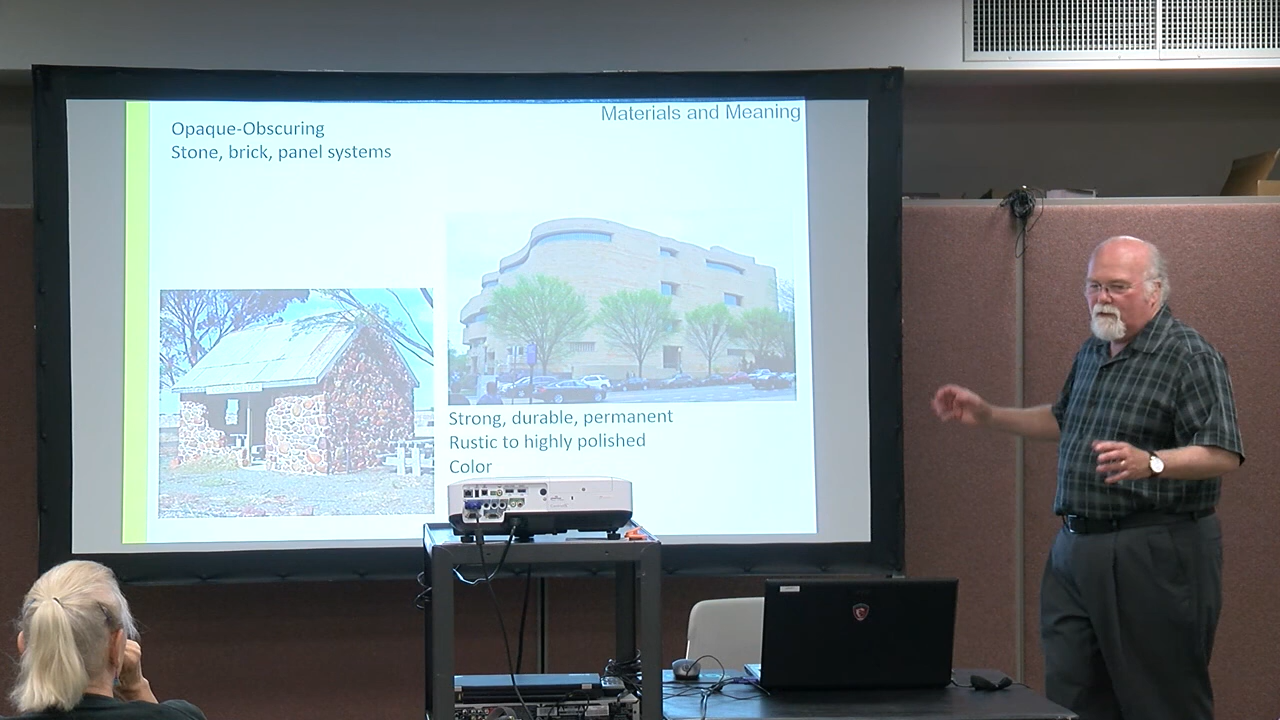 Materials and Meaning
Opaque-Obscuring
Stone, brick, panel systems
Strong, durable, permanent
Rustic to highly polished
Color